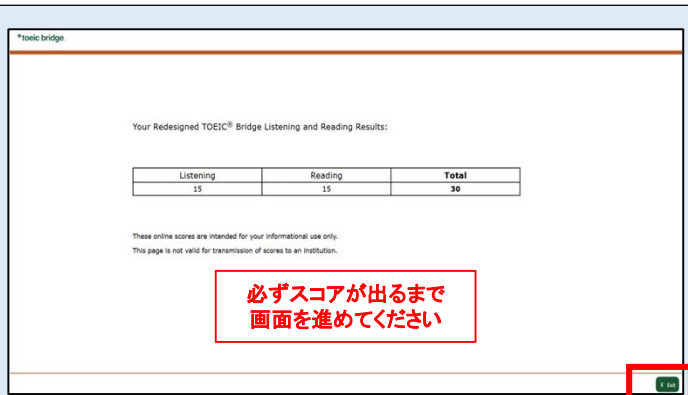 *toeic bridge.
Your Redesigned TOEIC® Bridge Listening and Reading Results:
Listening Reading Total
15 15 30
These online scores are intended for your informational use only.
This page is not valid for transmission of scores to an institution.
必ずスコアが出るまで
画面を進めてください
X Exit